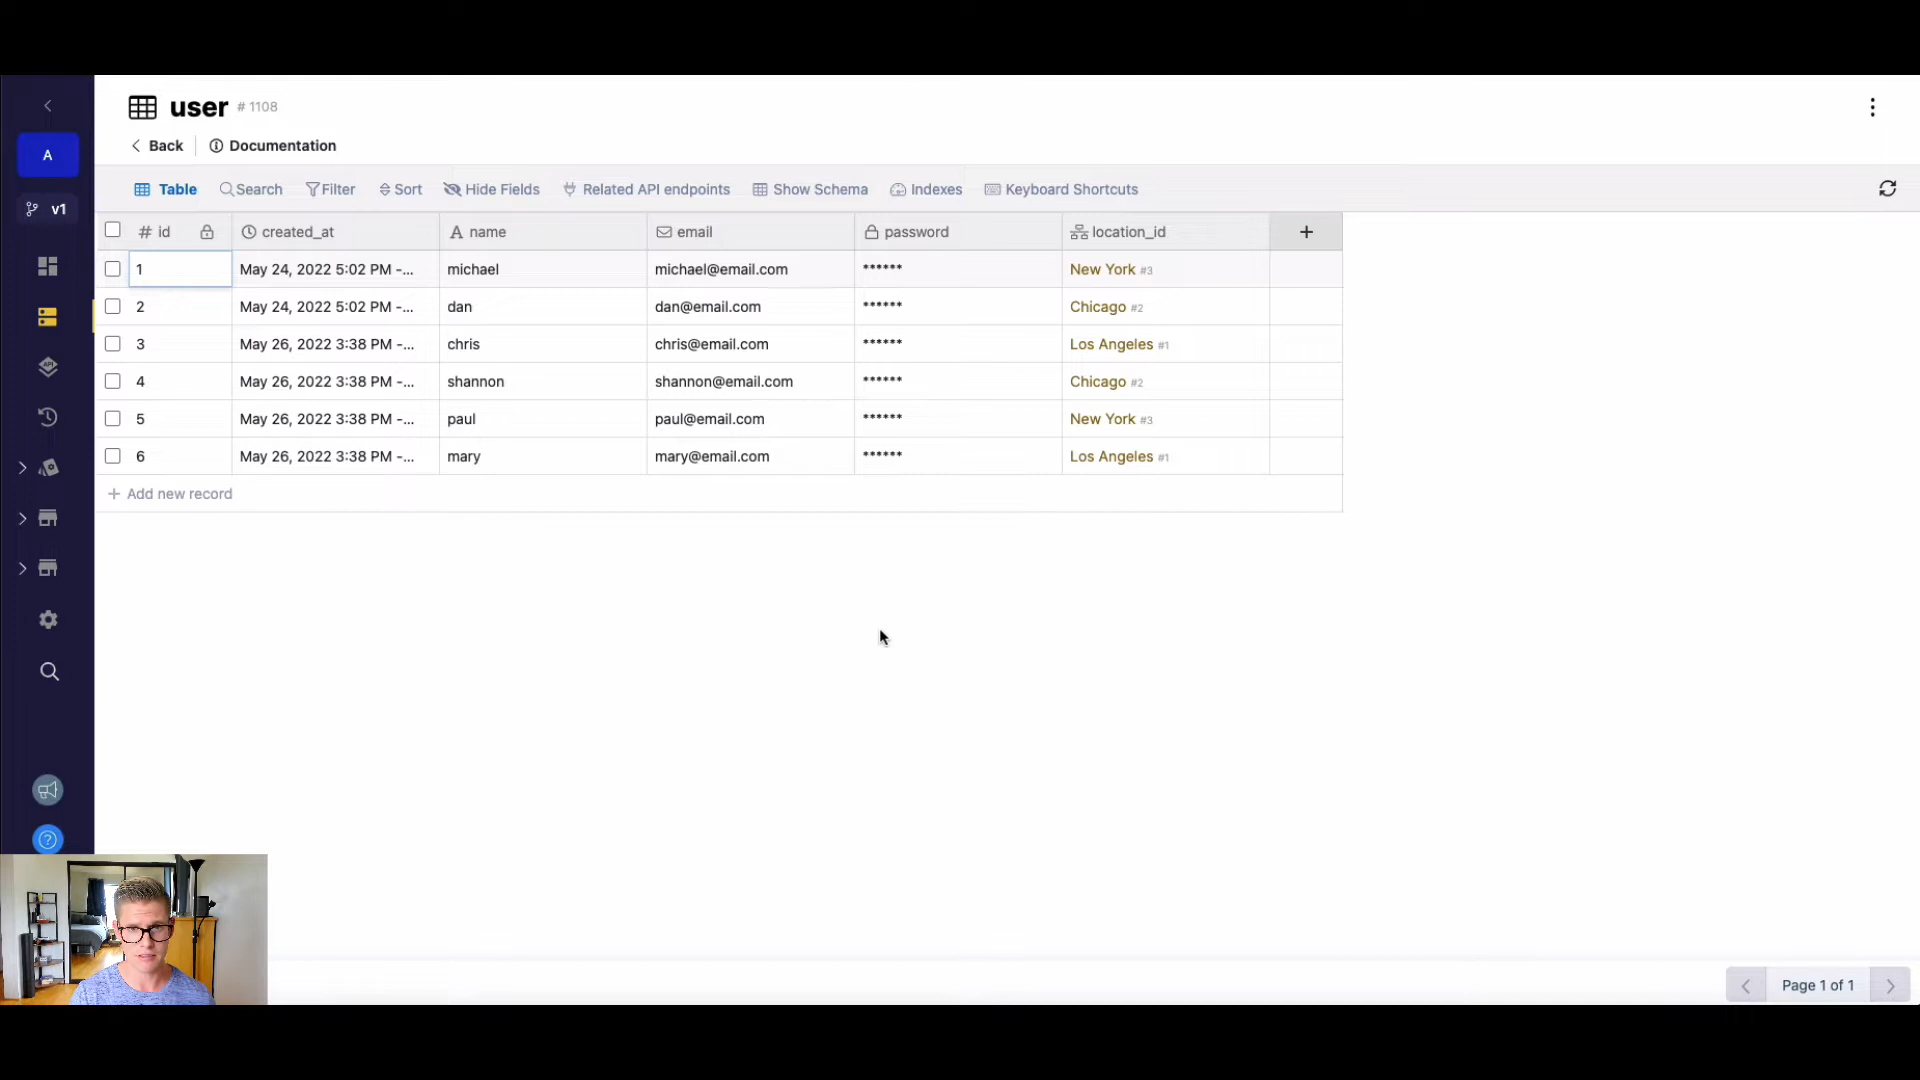 user # 1108
Back Documentation
A
v1
Table Search Filter Sort Hide Fields Related API endpoints Show Schema Indexes Keyboard Shortcuts
# id created_at name email password location_id +
1 May 24, 2022 5:02 PM -... michael michael@email.com ****** New York #3
2 May 24, 2022 5:02 PM -... dan dan@email.com ****** Chicago #2
3 May 26, 2022 3:38 PM -... chris chris@email.com ****** Los Angeles #1
4 May 26, 2022 3:38 PM -... shannon shannon@email.com ****** Chicago #2
5 May 26, 2022 3:38 PM -... paul paul@email.com ****** New York #3
6 May 26, 2022 3:38 PM -... mary mary@email.com ****** Los Angeles #1
+ Add new record
Page 1 of 1